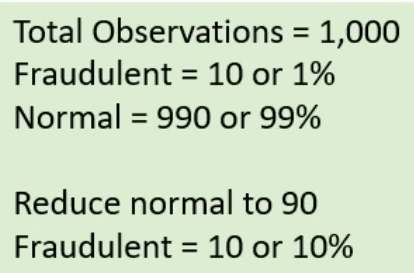 Total Observations = 1,000
Fraudulent = 10 or 1%
Normal = 990 or 99%
Reduce normal to 90
Fraudulent = 10 or 10%